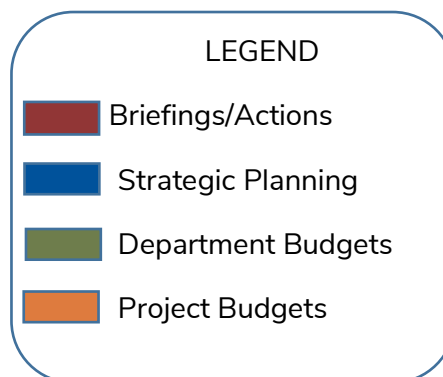 LEGEND
Briefings/Actions
Strategic Planning
Department Budgets
Project Budgets